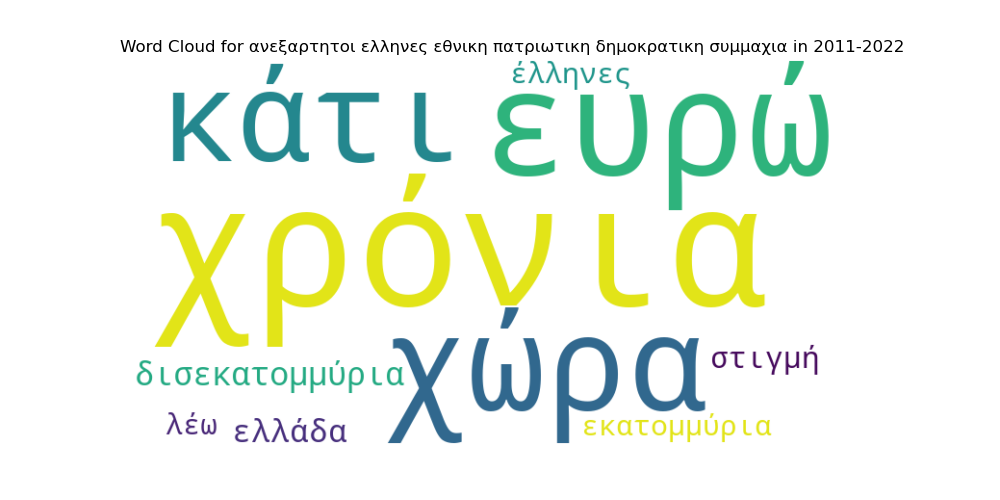 Word Cloud for ανεξαρτητοι ελληνες εθνικη πατριωτικη δημοκρατικη συμμαχια in 2011-2022
έλληνες
κάτι ευρώ
χρόνια
χώρα
στιγμή
δισεκατομμύρια
λέω ελλάδα
εκατομμύρια